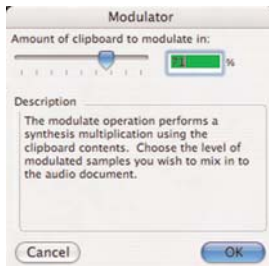 Modulator
Amount of clipboard to modulate in:
71 %
Description
The modulate operation performs a
synthesis multiplication using the
clipboard contents. Choose the level of
modulated samples you wish to mix in to
the audio document.
Cancel OK